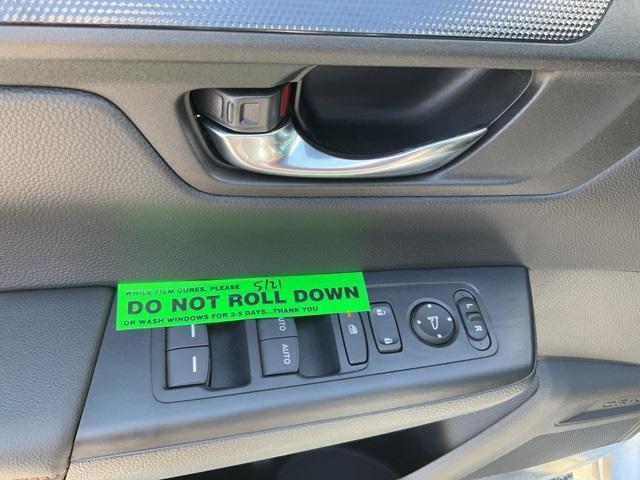 WHILE FILM CURES, PLEASE 5/21
DO NOT ROLL DOWN
OR WASH WINDOWS FOR 3-5 DAYS...THANK YOU
AUTO
AUTO
L
R